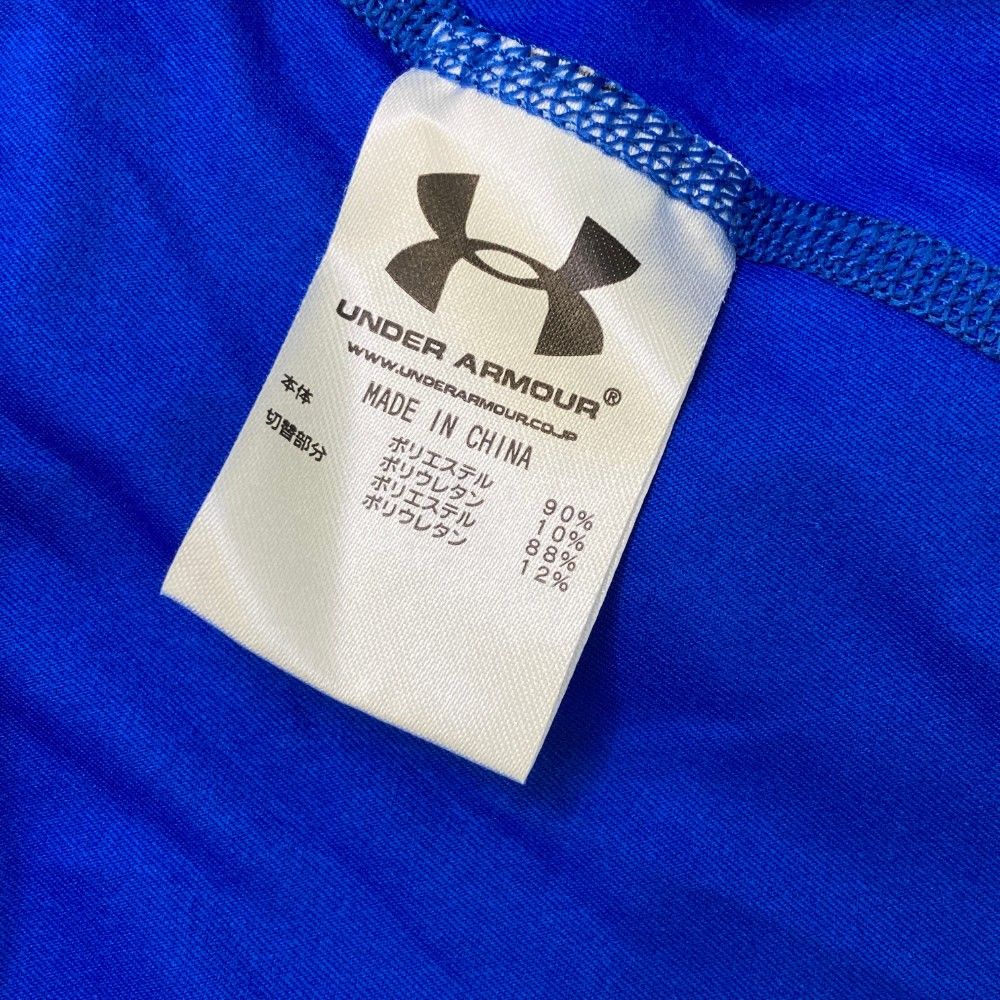 UNDER ARMOUR®
WWW.UNDERARMOUR.CO.JP
MADE IN CHINA
本体 ポリエステル 90%
ポリウレタン 10%
切替部分 ポリエステル 88%
ポリウレタン 12%